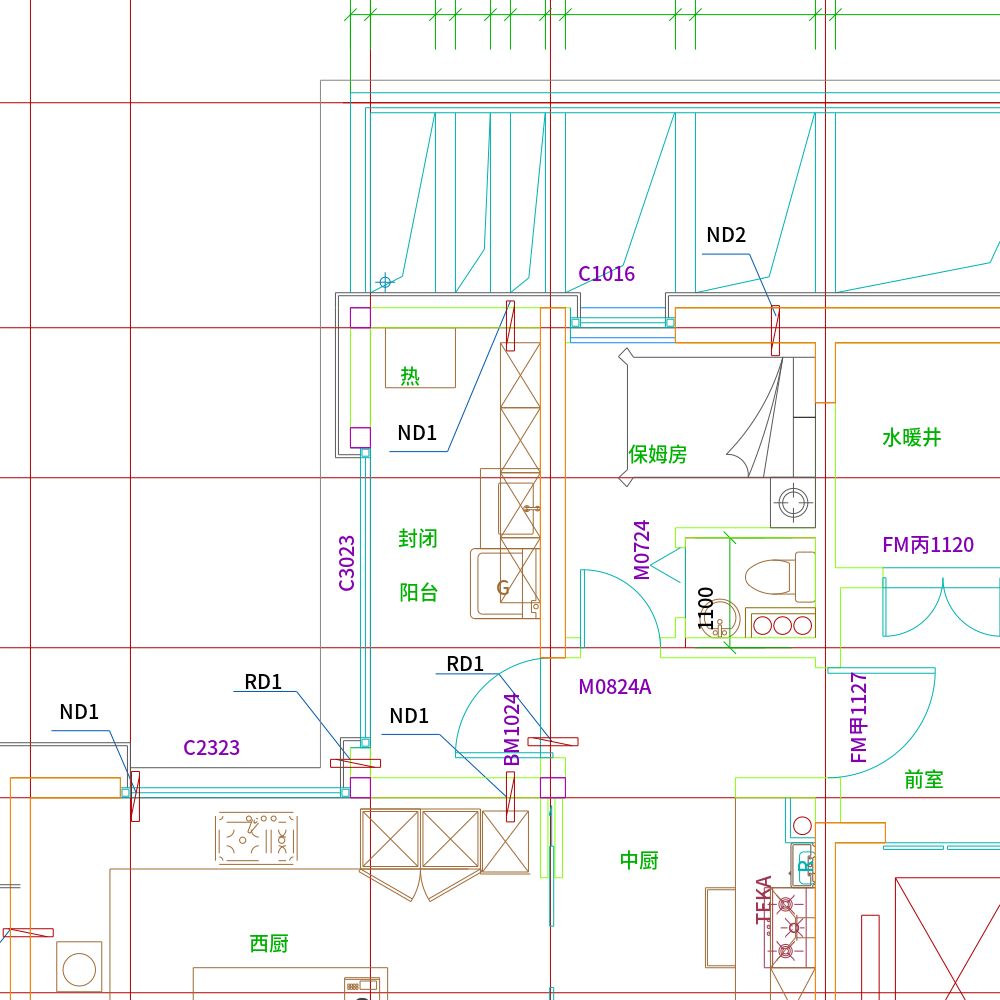 ND2
C1016
热
ND1
水暖井
保姆房
M0724
FM丙1120
封闭
C3023
阳台
G
1100
RD1
RD1
M0824A
ND1
ND1
BM1024
FM甲1127
C2323
前室
中厨
R
TEKA
西厨